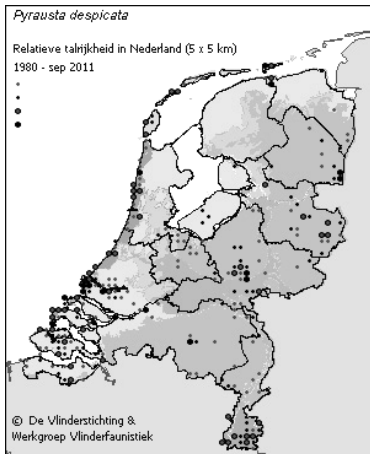 Pyrausta despicata
Relatieve talrijkheid in Nederland (5 x 5 km)
1980 - sep 2011
© De Vlinderstichting &
Werkgroep Vlinderfaunistiek